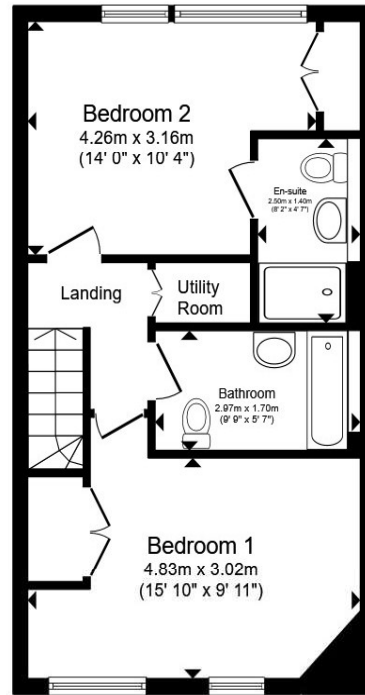 Bedroom 2
4.26m x 3.16m
(14' 0" x 10' 4")
En-suite
2.50m x 1.40m
(8' 2" x 4' 7")
Landing
Utility
Room
Bathroom
2.97m x 1.70m
(9' 9" x 5' 7")
Bedroom 1
4.83m x 3.02m
(15' 10" x 9' 11")